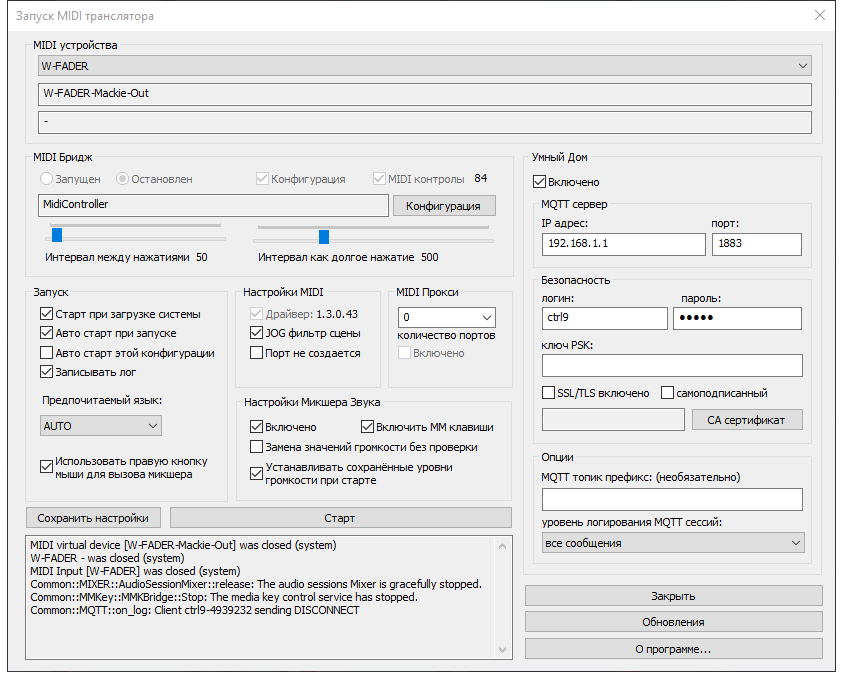 Запуск MIDI транслятора
MIDI устройства
W-FADER
W-FADER-Mackie-Out
-
MIDI Бридж
Запущен
Остановлен
Конфигурация
MIDI контролы 84
MidiController
Конфигурация
Интервал между нажатиями 50
Интервал как долгое нажатие 500
Запуск
Старт при загрузке системы
Авто старт при запуске
Авто старт этой конфигурации
Записывать лог
Предпочитаемый язык:
AUTO
Использовать правую кнопку
мыши для вызова микшера
Настройки MIDI
Драйвер: 1.3.0.43
JOG фильтр сцены
Порт не создается
MIDI Прокси
0
количество портов
Включено
Настройки Микшера Звука
Включено
Включить ММ клавиши
Замена значений громкости без проверки
Устанавливать сохранённые уровни
громкости при старте
Сохранить настройки
Старт
MIDI virtual device [W-FADER-Mackie-Out] was closed (system)
W-FADER - was closed (system)
MIDI Input [W-FADER] was closed (system)
Common::MIXER::AudioSessionMixer::release: The audio sessions Mixer is gracefully stopped.
Common::MMKey::MMKBridge::Stop: The media key control service has stopped.
Common::MQTT::on_log: Client ctrl9-4939232 sending DISCONNECT
Умный Дом
Включено
MQTT сервер
IP адрес:
порт:
192.168.1.1
1883
Безопасность
логин:
пароль:
ctrl9
●●●●●
ключ PSK:
SSL/TLS включено
самоподписанный
CA сертификат
Опции
MQTT топик префикс: (необязательно)
уровень логирования MQTT сессий:
все сообщения
Закрыть
Обновления
О программе...